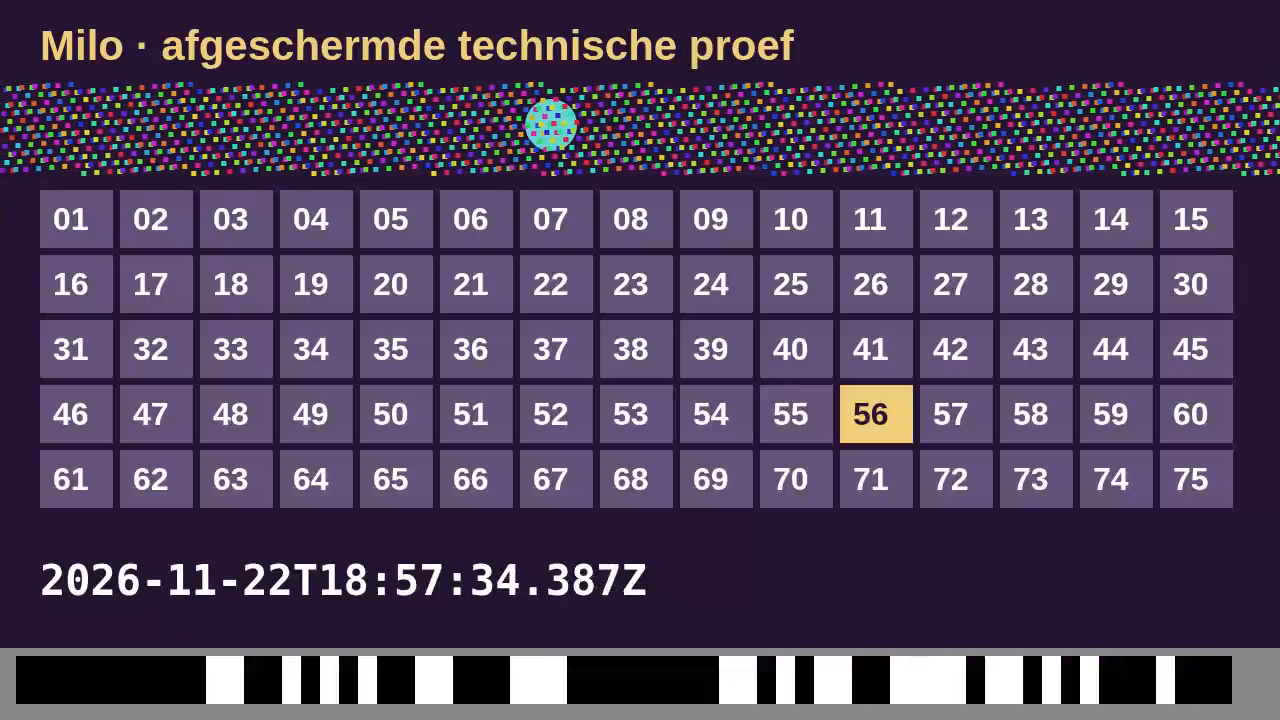 Milo · afgeschermde technische proef
01 02 03 04 05 06 07 08 09 10 11 12 13 14 15
16 17 18 19 20 21 22 23 24 25 26 27 28 29 30
31 32 33 34 35 36 37 38 39 40 41 42 43 44 45
46 47 48 49 50 51 52 53 54 55 56 57 58 59 60
61 62 63 64 65 66 67 68 69 70 71 72 73 74 75
2026-11-22T18:57:34.387Z